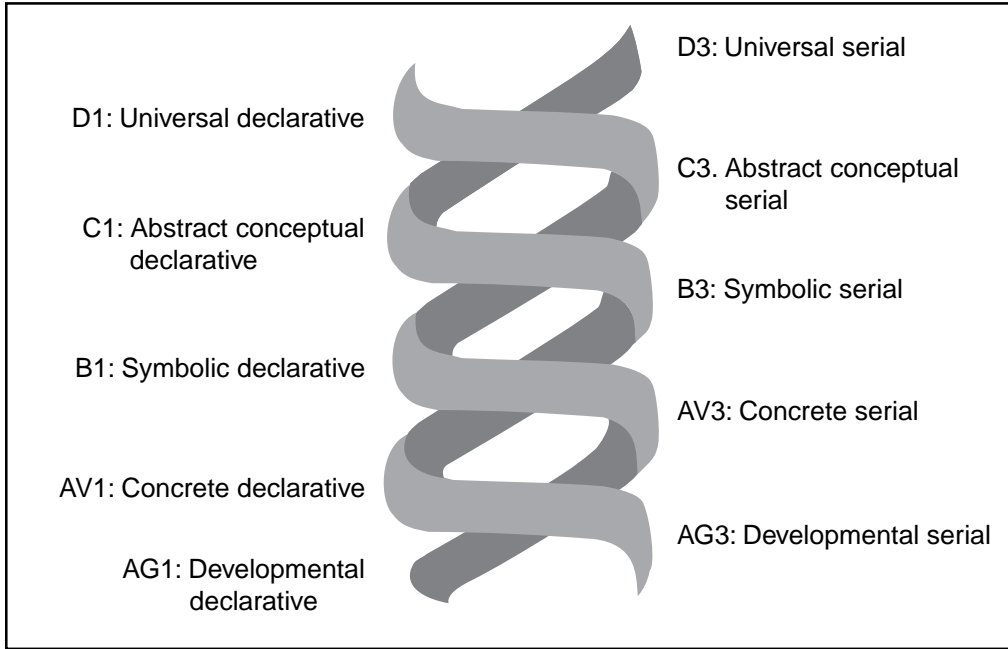 D3: Universal serial
D1: Universal declarative
C3. Abstract conceptual
serial
C1: Abstract conceptual
declarative
B3: Symbolic serial
B1: Symbolic declarative
AV3: Concrete serial
AV1: Concrete declarative
AG3: Developmental serial
AG1: Developmental
declarative